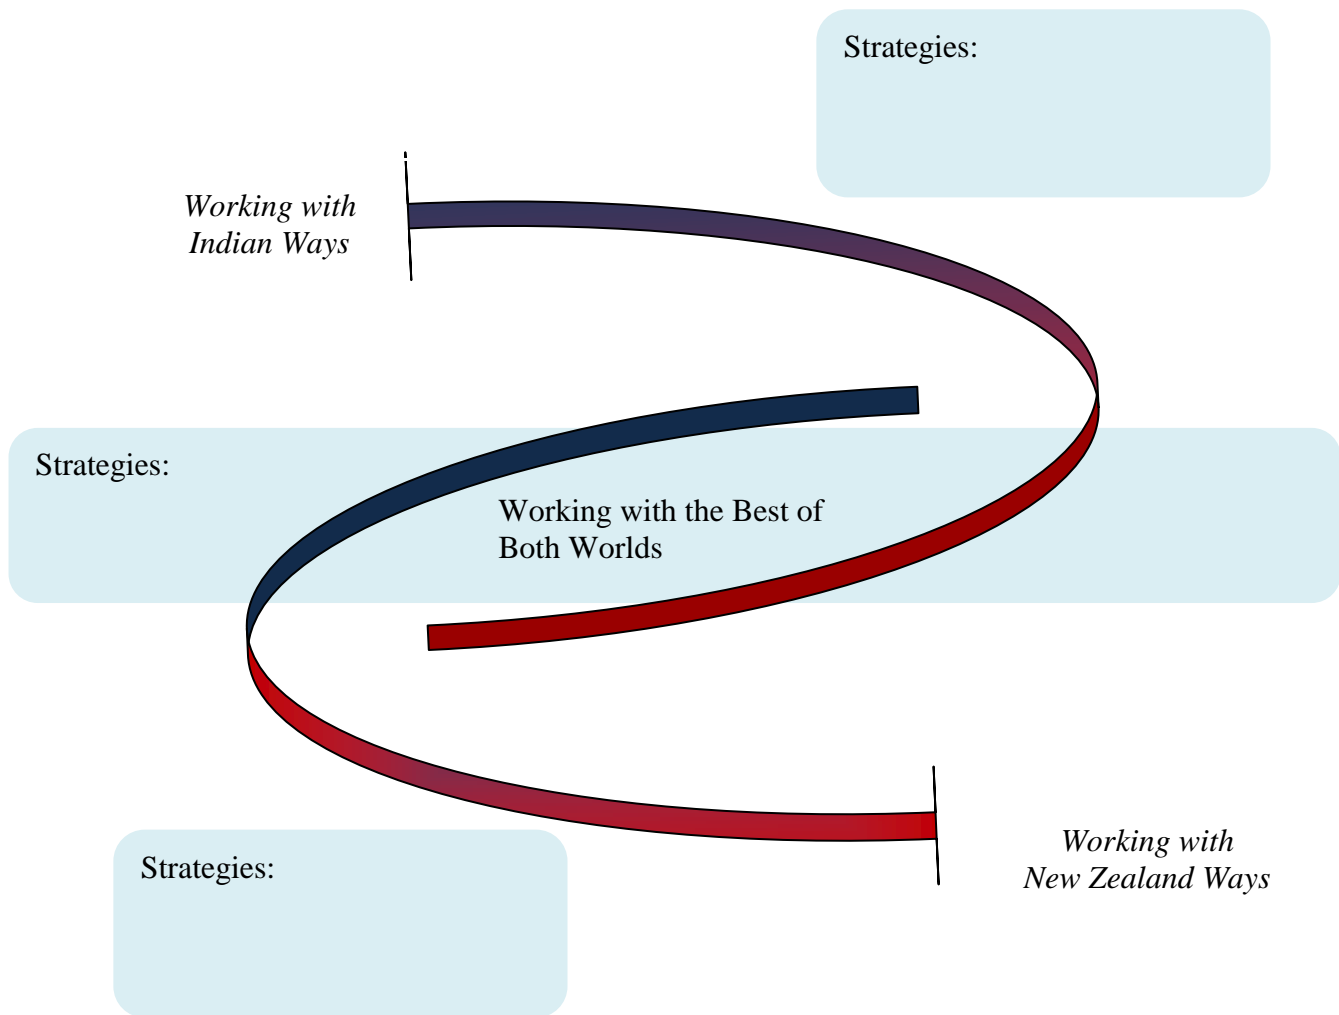 Strategies:
Working with
Indian Ways
Strategies:
Working with the Best of
Both Worlds
Working with
New Zealand Ways
Strategies: